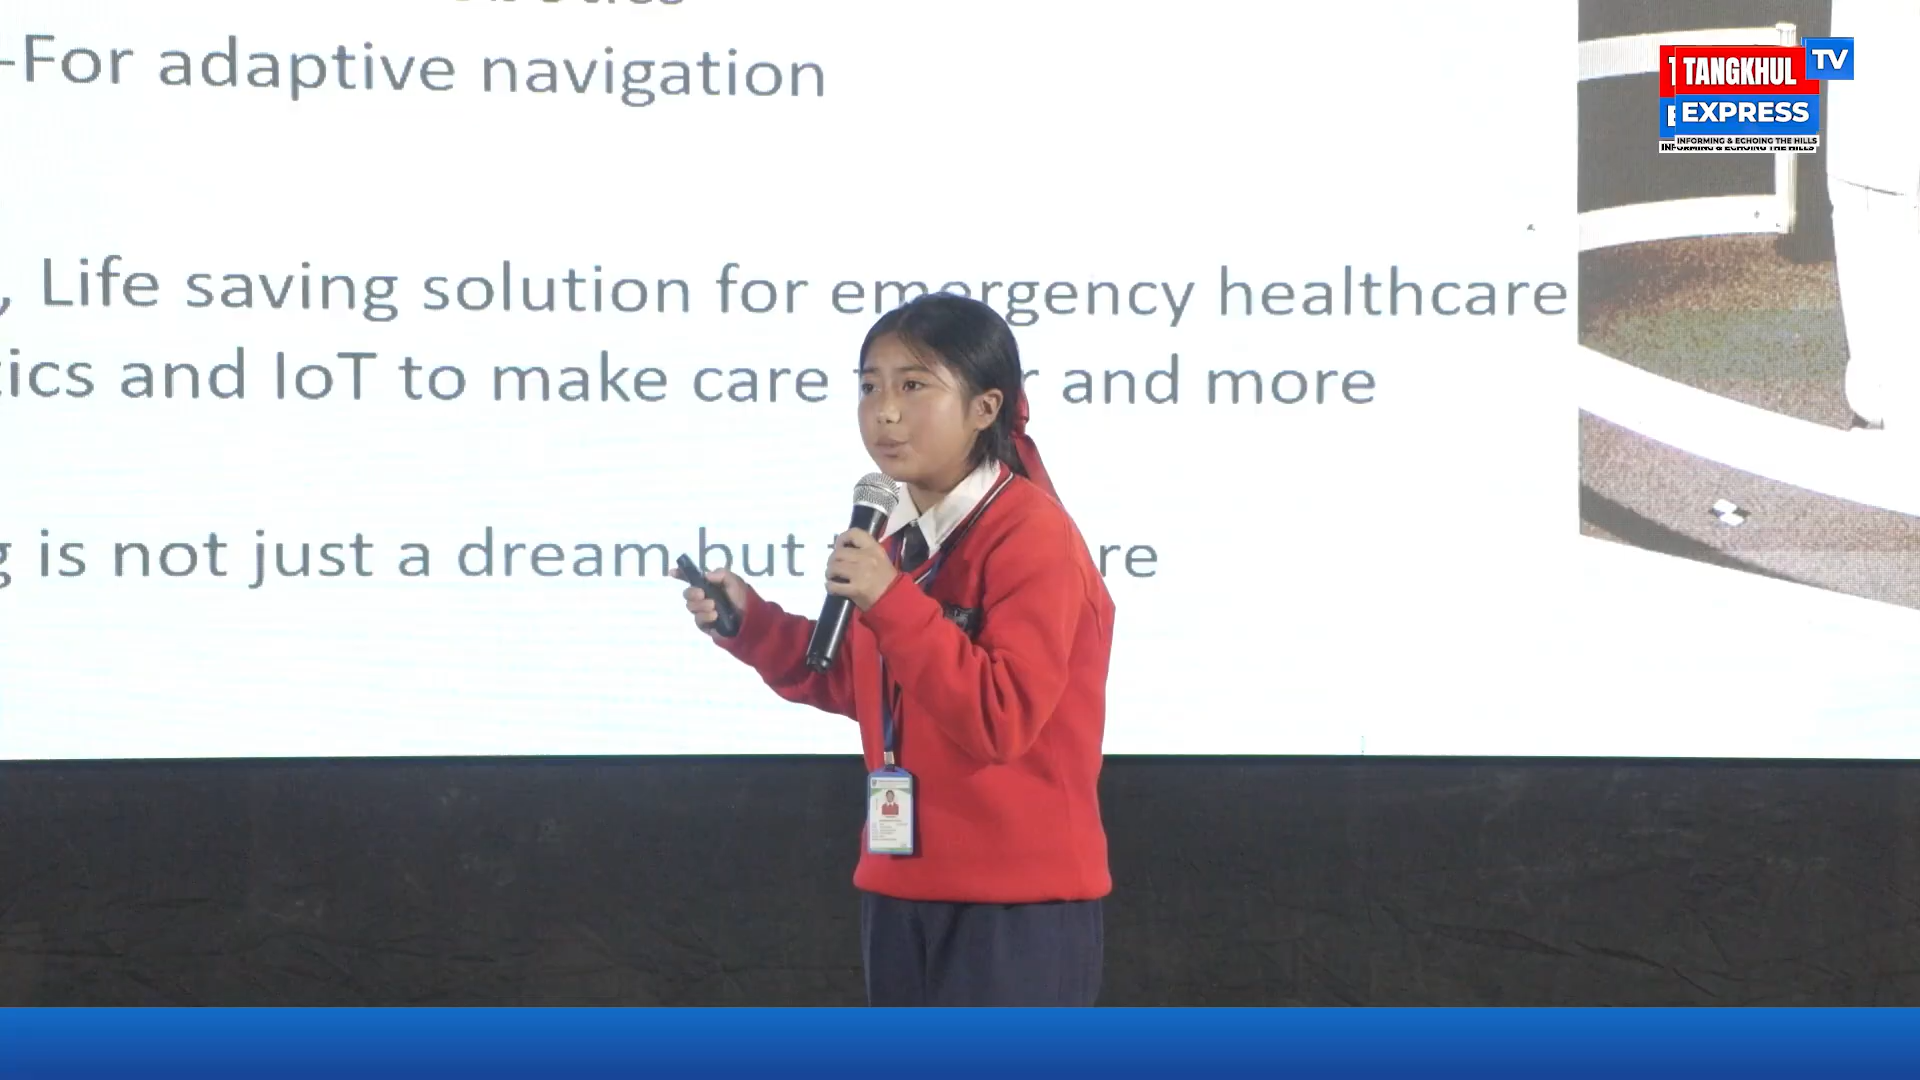 -For adaptive navigation
TV
TANGKHUL
EXPRESS
INFORMING & ECHOING THE HILLS
, Life saving solution for emergency healthcare
tics and IoT to make care and more
is not just a dream but